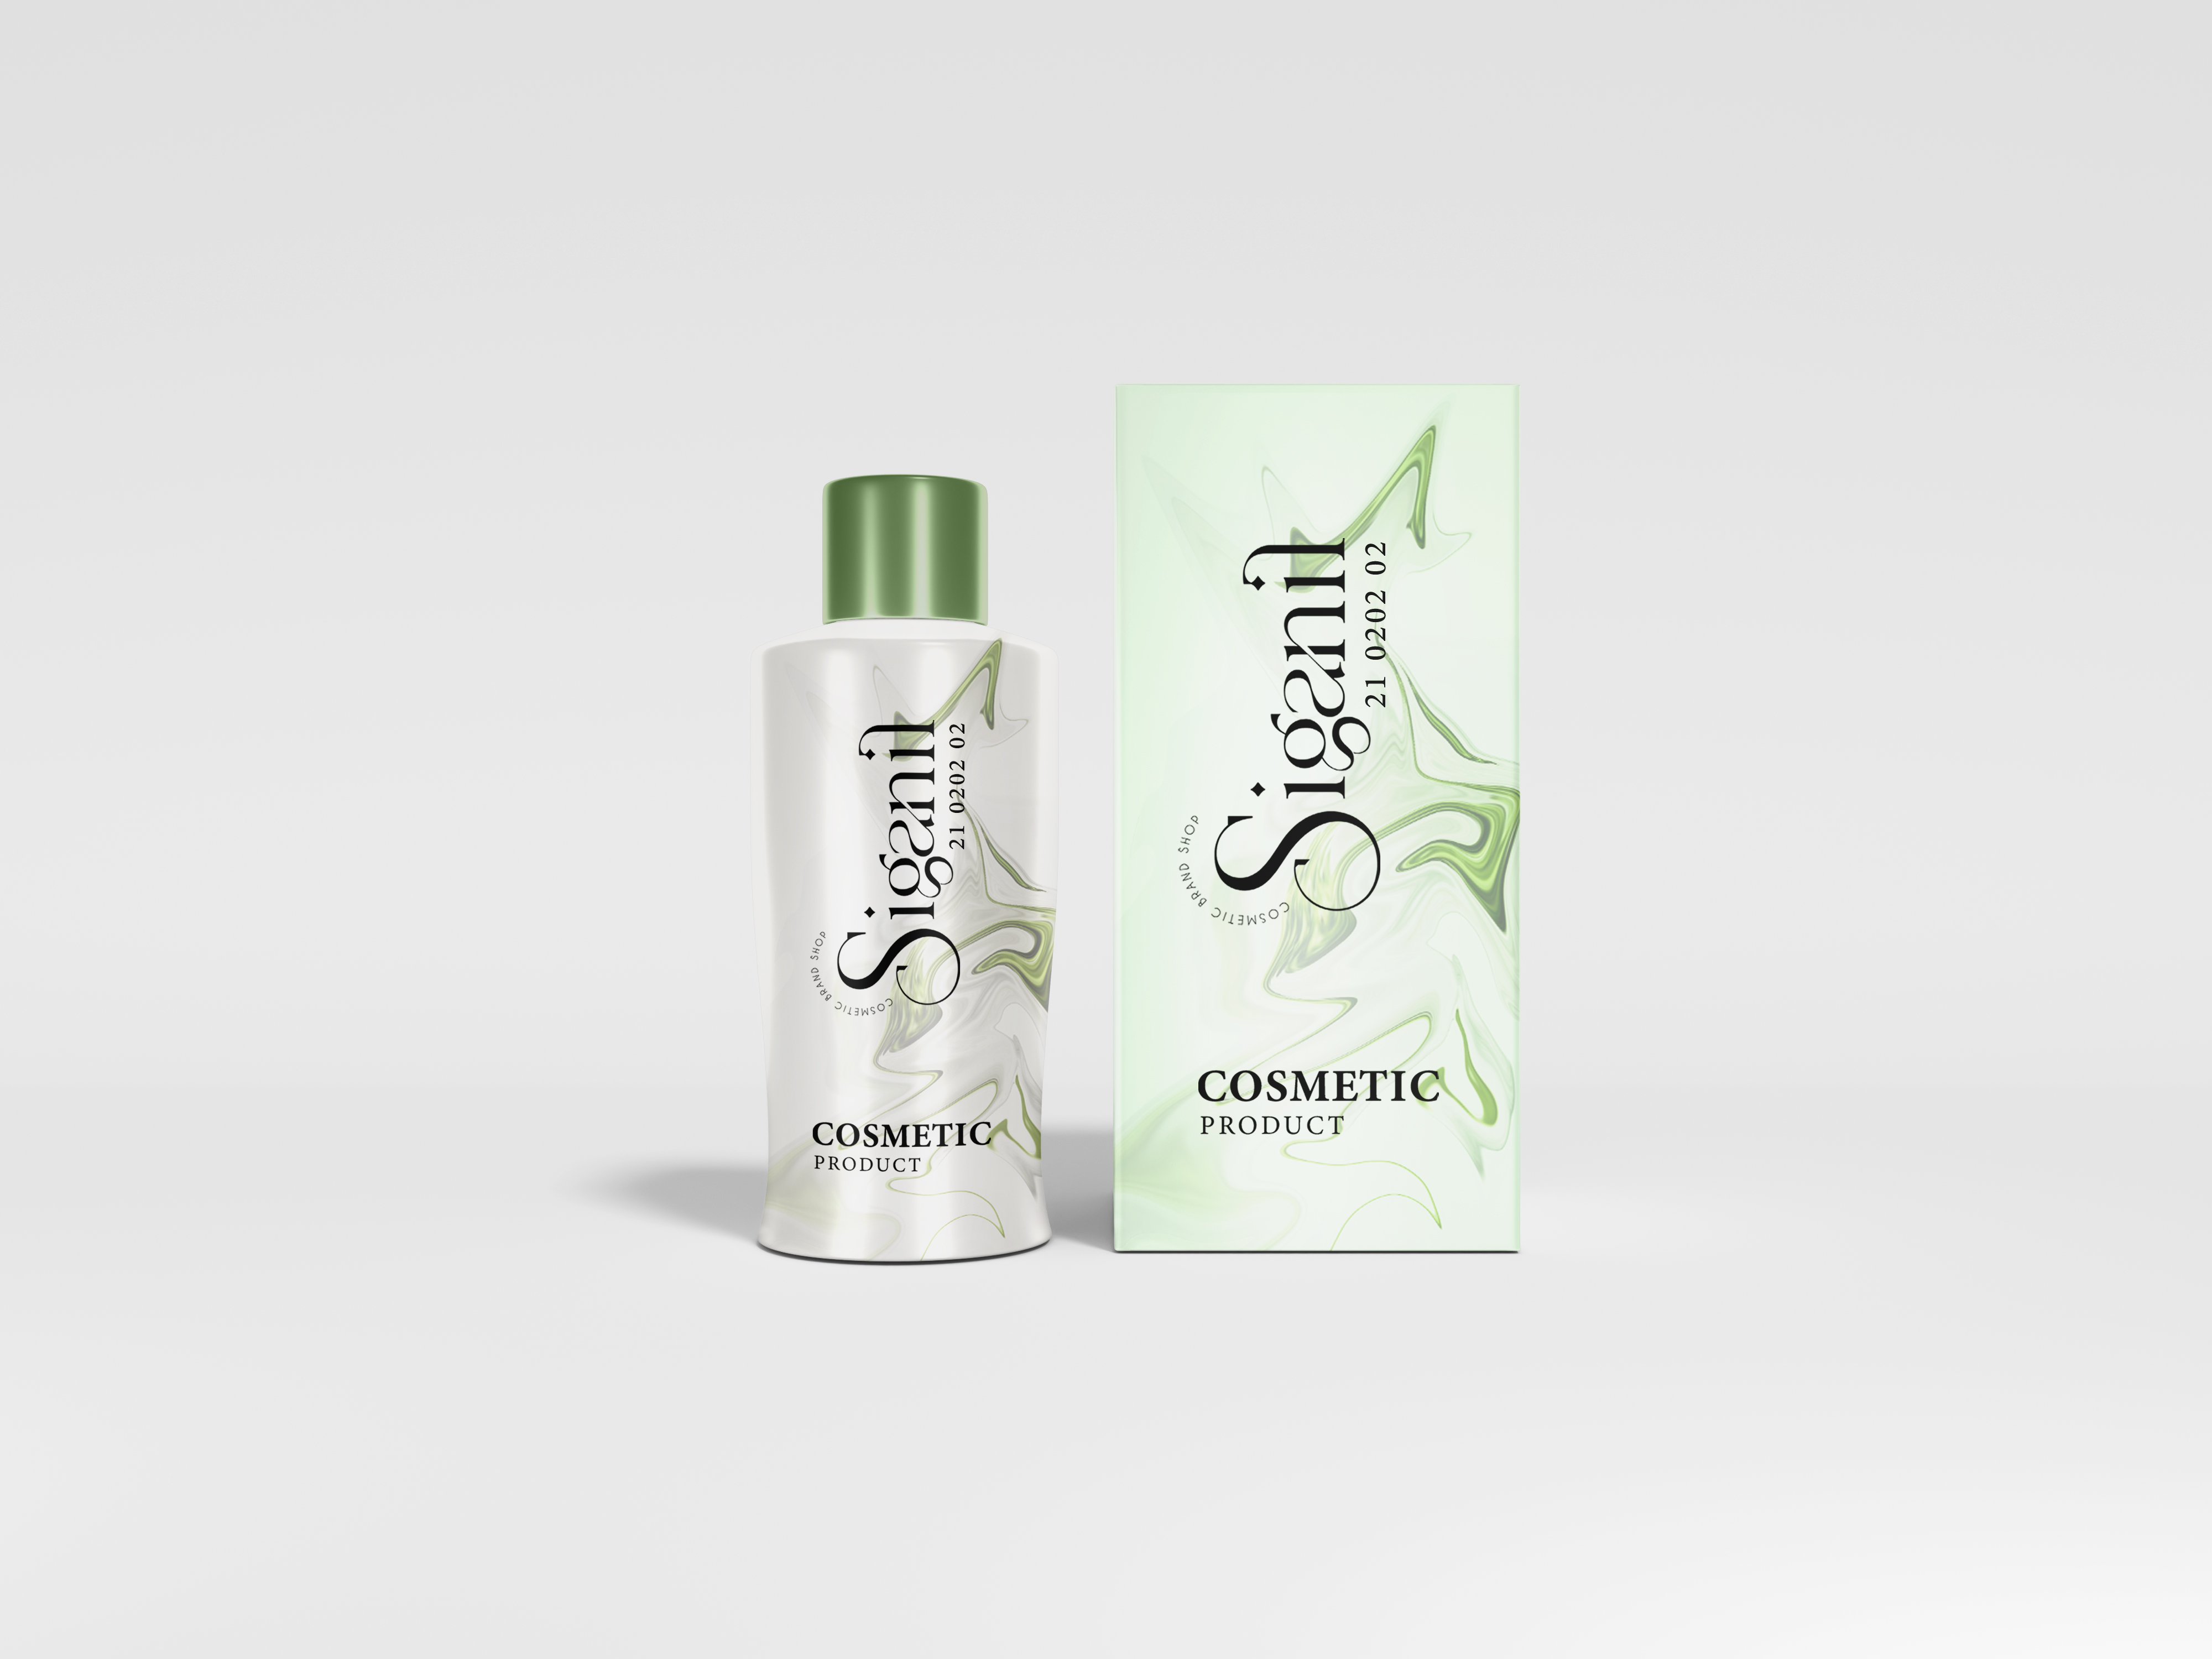 Siganil
21 0202 02
COSMETIC BRAND SHOP
COSMETIC
PRODUCT
Siganil
21 0202 02
COSMETIC BRAND SHOP
COSMETIC
PRODUCT